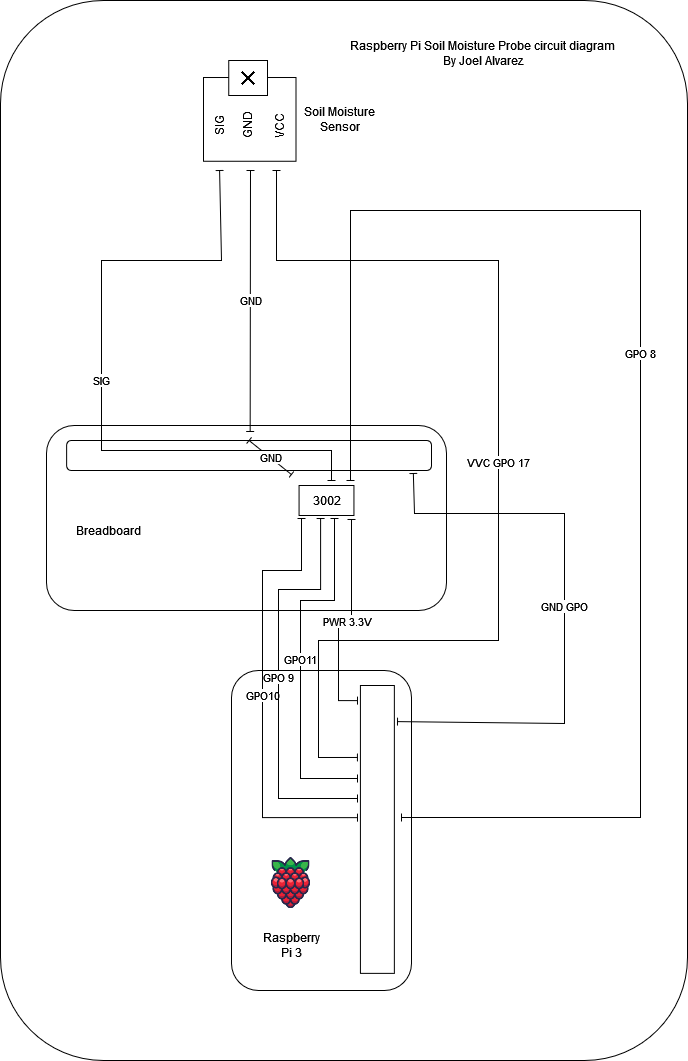 Raspberry Pi Soil Moisture Probe circuit diagram
By Joel Alvarez
SIG
GND
VCC
Soil Moisture
Sensor
GND
GPO 8
SIG
GND
VVC GPO 17
3002
Breadboard
GND GPO
PWR 3.3V
GPO11
GPO 9
GPO10
Raspberry
Pi 3